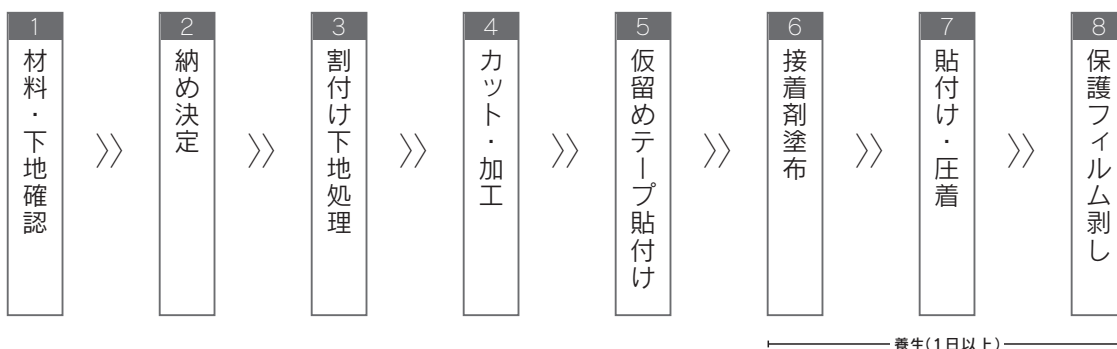 1
材料・下地確認
2
納め決定
3
割付け下地処理
4
カット・加工
5
仮留めテープ貼付け
6
接着剤塗布
7
貼付け・圧着
8
保護フィルム剥し
養生(1日以上)